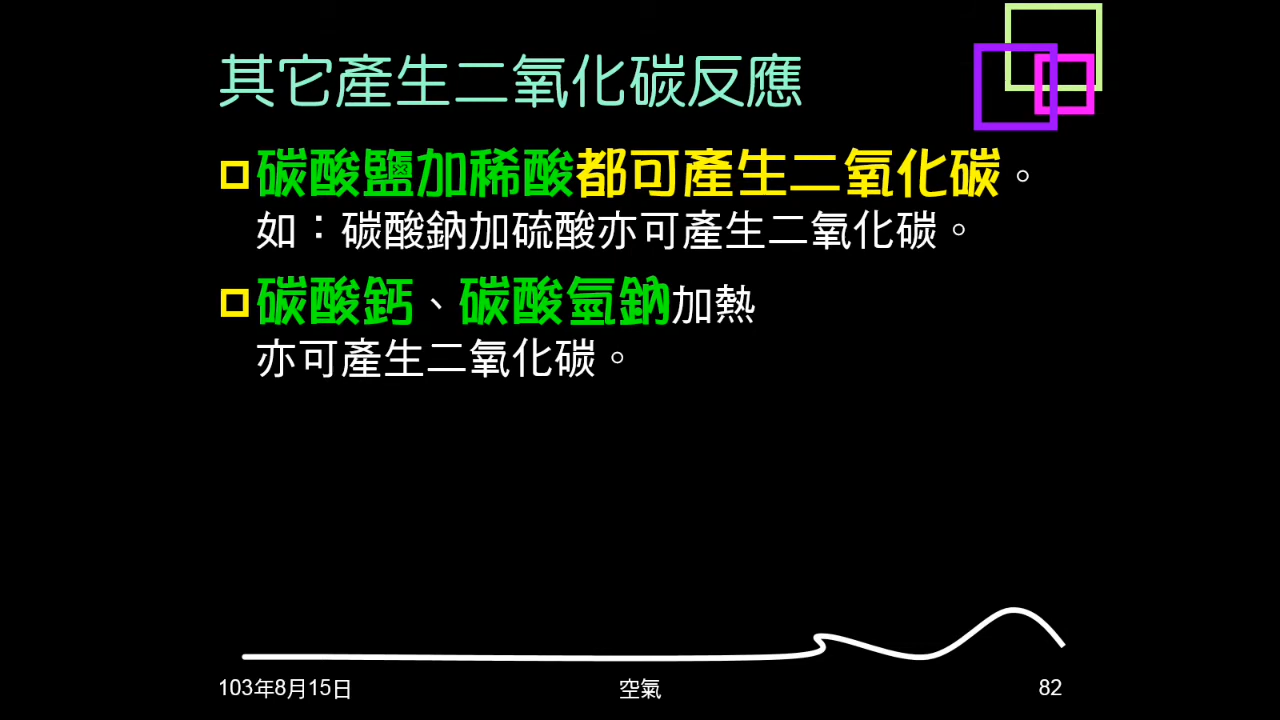 其它產生二氧化碳反應
碳酸鹽加稀酸都可產生二氧化碳。
如：碳酸鈉加硫酸亦可產生二氧化碳。
碳酸鈣、碳酸氫鈉加熱
亦可產生二氧化碳。
103年8月15日
空氣
82